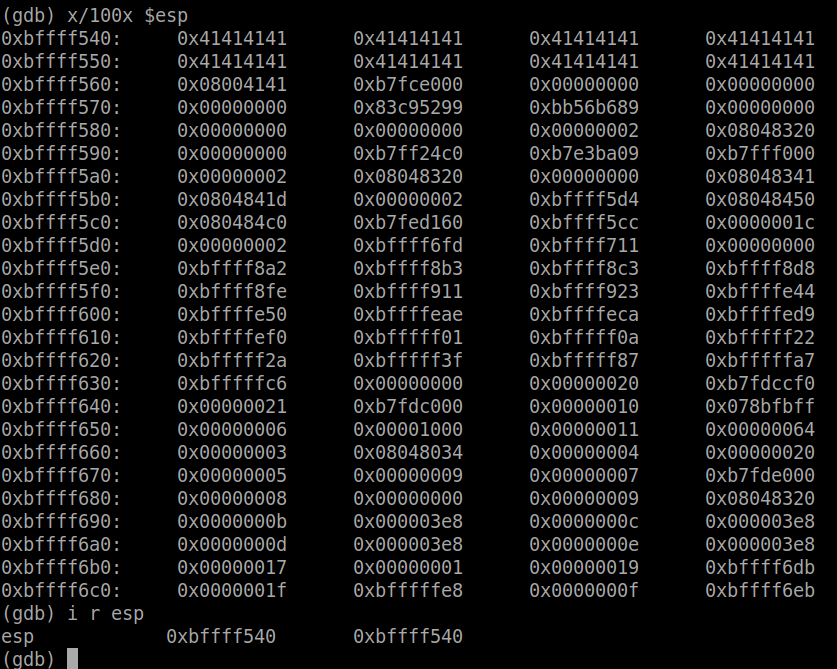 (gdb) x/100x $esp
0xbffff540: 0x41414141 0x41414141 0x41414141 0x41414141
0xbffff550: 0x41414141 0x41414141 0x41414141 0x41414141
0xbffff560: 0x08004141 0xb7fce000 0x00000000 0x00000000
0xbffff570: 0x00000000 0x83c95299 0xbb56b689 0x00000000
0xbffff580: 0x00000000 0x00000000 0x00000002 0x08048320
0xbffff590: 0x00000000 0xb7ff24c0 0xb7e3ba09 0xb7fff000
0xbffff5a0: 0x00000002 0x08048320 0x00000000 0x08048341
0xbffff5b0: 0x0804841d 0x00000002 0xbffff5d4 0x08048450
0xbffff5c0: 0x080484c0 0xb7fed160 0xbffff5cc 0x0000001c
0xbffff5d0: 0x00000002 0xbffff6fd 0xbffff711 0x00000000
0xbffff5e0: 0xbffff8a2 0xbffff8b3 0xbffff8c3 0xbffff8d8
0xbffff5f0: 0xbffff8fe 0xbffff911 0xbffff923 0xbffffe44
0xbffff600: 0xbffffe50 0xbffffeae 0xbffffeca 0xbffffed9
0xbffff610: 0xbffffef0 0xbfffff01 0xbfffff0a 0xbfffff22
0xbffff620: 0xbfffff2a 0xbfffff3f 0xbfffff87 0xbfffffa7
0xbffff630: 0xbfffffc6 0x00000000 0x00000020 0xb7fdccf0
0xbffff640: 0x00000021 0xb7fdc000 0x00000010 0x078bfbff
0xbffff650: 0x00000006 0x00001000 0x00000011 0x00000064
0xbffff660: 0x00000003 0x08048034 0x00000004 0x00000020
0xbffff670: 0x00000005 0x00000009 0x00000007 0xb7fde000
0xbffff680: 0x00000008 0x00000000 0x00000009 0x08048320
0xbffff690: 0x0000000b 0x000003e8 0x0000000c 0x000003e8
0xbffff6a0: 0x0000000d 0x000003e8 0x0000000e 0x000003e8
0xbffff6b0: 0x00000017 0x00000001 0x00000019 0xbffff6db
0xbffff6c0: 0x0000001f 0xbfffffe8 0x0000000f 0xbffff6eb
(gdb) i r esp
esp 0xbffff540 0xbffff540
(gdb)